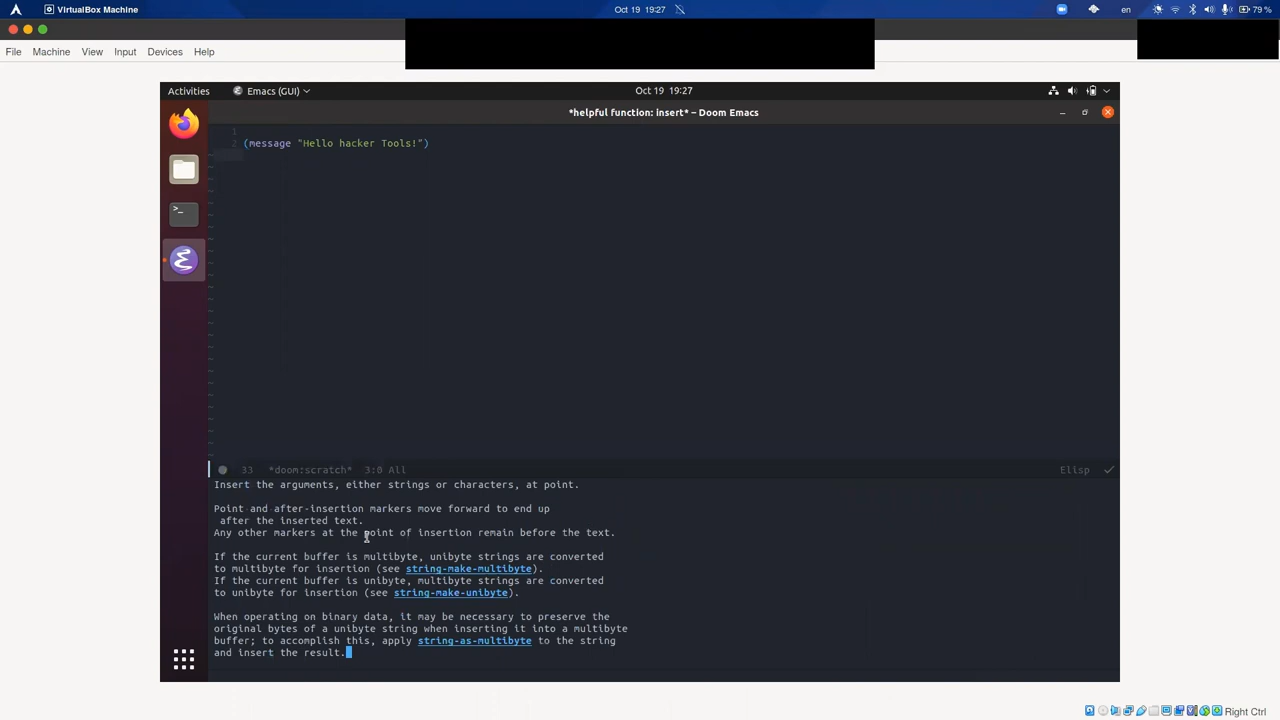 VirtualBox Machine
Oct 19 19:27
en
79 %
File Machine View Input Devices Help
Activities
Emacs (GUI)
Oct 19 19:27
*helpful function: insert* – Doom Emacs
1
2 (message "Hello hacker Tools!")
33 *doom:scratch* 3:0 All
Elisp
Insert the arguments, either strings or characters, at point.
Point and after-insertion markers move forward to end up
after the inserted text.
Any other markers at the point of insertion remain before the text.
If the current buffer is multibyte, unibyte strings are converted
to multibyte for insertion (see string-make-multibyte).
If the current buffer is unibyte, multibyte strings are converted
to unibyte for insertion (see string-make-unibyte).
When operating on binary data, it may be necessary to preserve the
original bytes of a unibyte string when inserting it into a multibyte
buffer; to accomplish this, apply string-as-multibyte to the string
and insert the result.
Right Ctrl